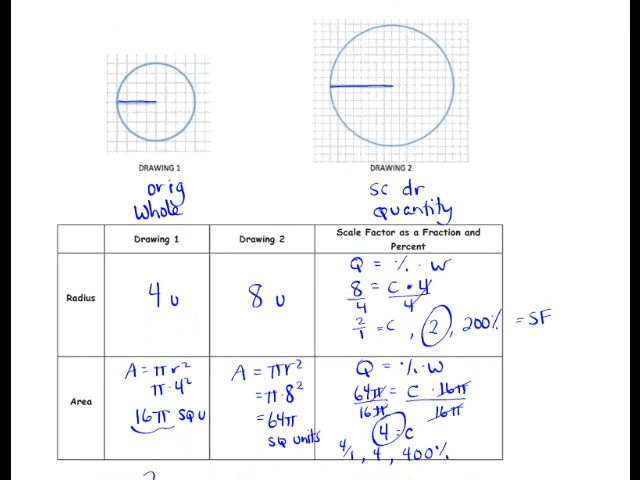 DRAWING 1
DRAWING 2
orig
whole
sc dr
quantity
Drawing 1
Drawing 2
Scale Factor as a Fraction and
Percent
Radius
4 u
8 u
Q = % · W
8/4 = C · 4/4
2/1 = C , 2 , 200% = SF
Area
A = πr²
π·4²
16π sq u
A = πr²
= π·8²
= 64π
sq units
Q = % · W
64π/16π = C · 16π/16π
4 = C
4/1 , 4 , 400%